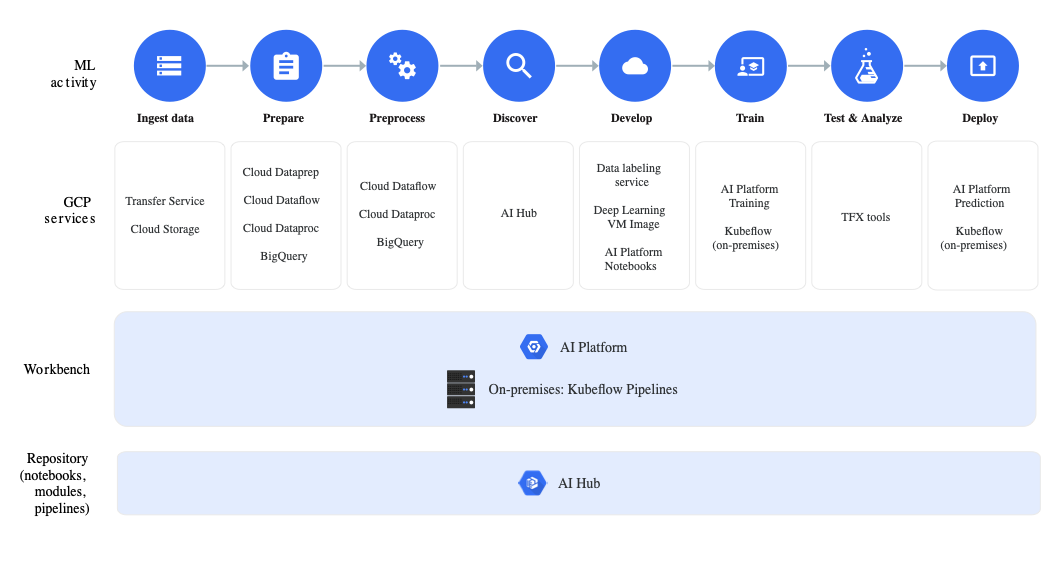 ML
activity
Ingest data
Prepare
Preprocess
Discover
Develop
Train
Test & Analyze
Deploy
GCP
services
Transfer Service
Cloud Storage
Cloud Dataprep
Cloud Dataflow
Cloud Dataproc
BigQuery
Cloud Dataflow
Cloud Dataproc
BigQuery
AI Hub
Data labeling
service
Deep Learning
VM Image
AI Platform
Notebooks
AI Platform
Training
Kubeflow
(on-premises)
TFX tools
AI Platform
Prediction
Kubeflow
(on-premises)
Workbench
AI Platform
On-premises: Kubeflow Pipelines
Repository
(notebooks,
modules,
pipelines)
AI Hub